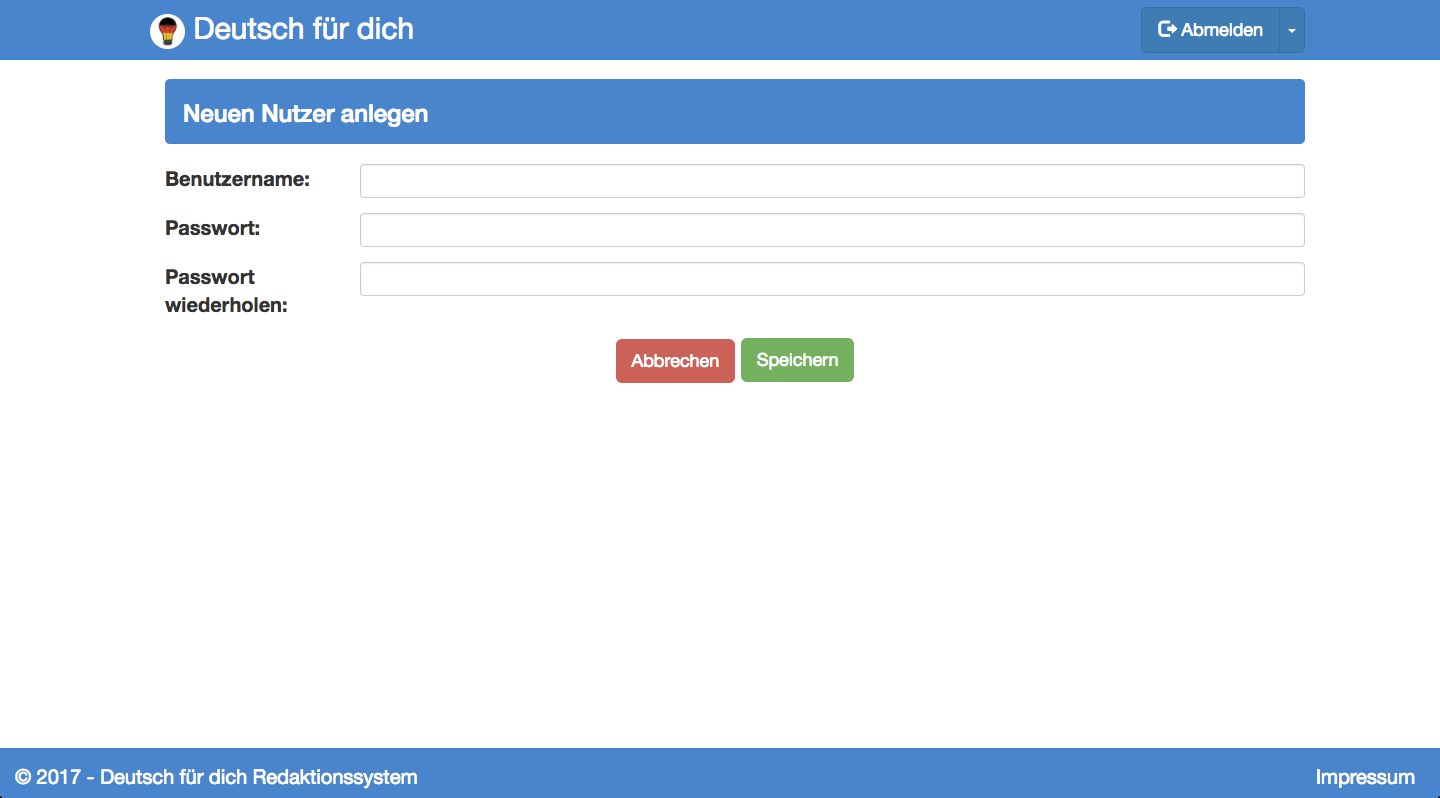 Deutsch für dich
Abmelden
Neuen Nutzer anlegen
Benutzername:
Passwort:
Passwort
wiederholen:
Abbrechen
Speichern
© 2017 - Deutsch für dich Redaktionssystem
Impressum